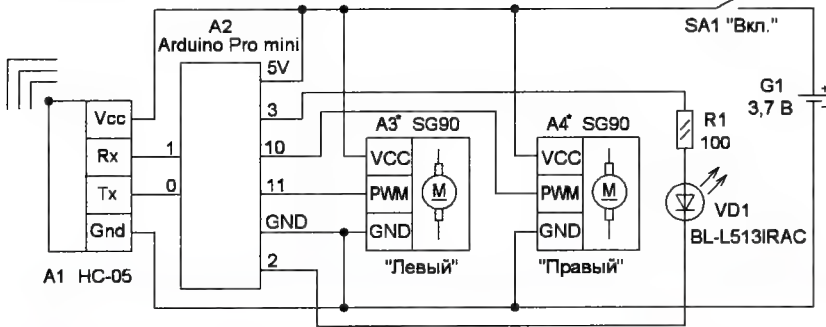 A2
Arduino Pro mini
SA1 "Вкл."
5V
G1
3,7 В
+
-
3
A3* SG90
A4* SG90
R1
100
Vcc
Rx
1
10
VCC
VCC
Tx
0
11
PWM
M
PWM
M
VD1
BL-L513IRAC
Gnd
GND
GND
GND
2
A1 HC-05
"Левый"
"Правый"